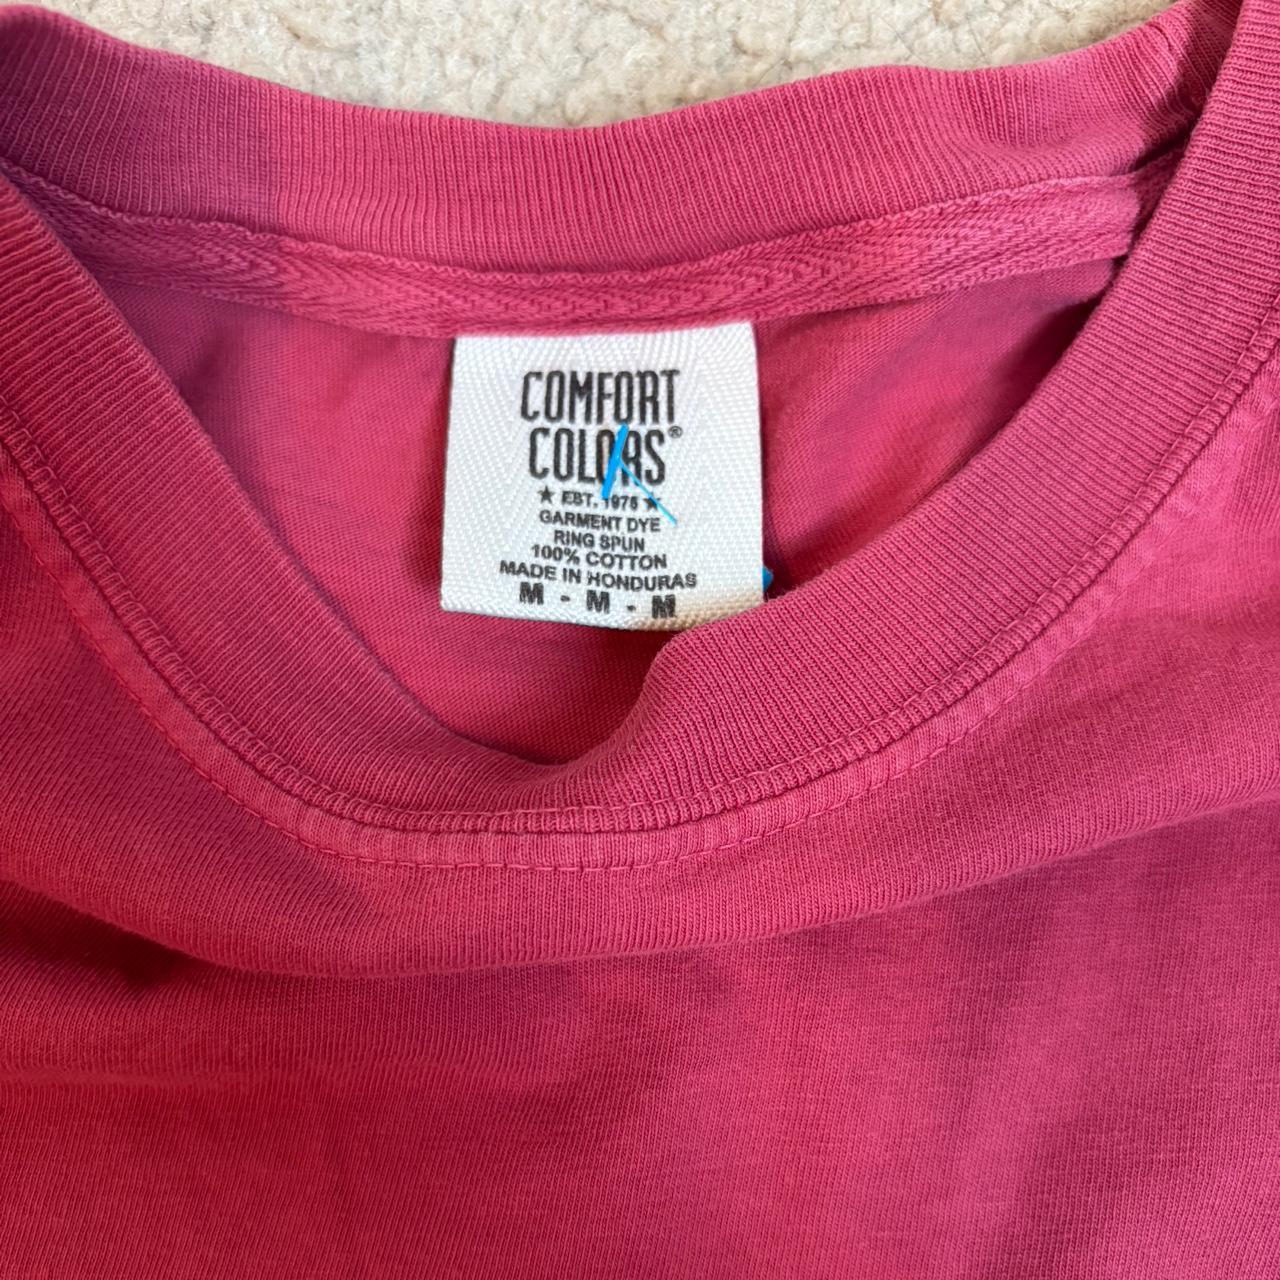 COMFORT
COLORS®
★ EST. 1975 ★
GARMENT DYE
RING SPUN
100% COTTON
MADE IN HONDURAS
M - M - M